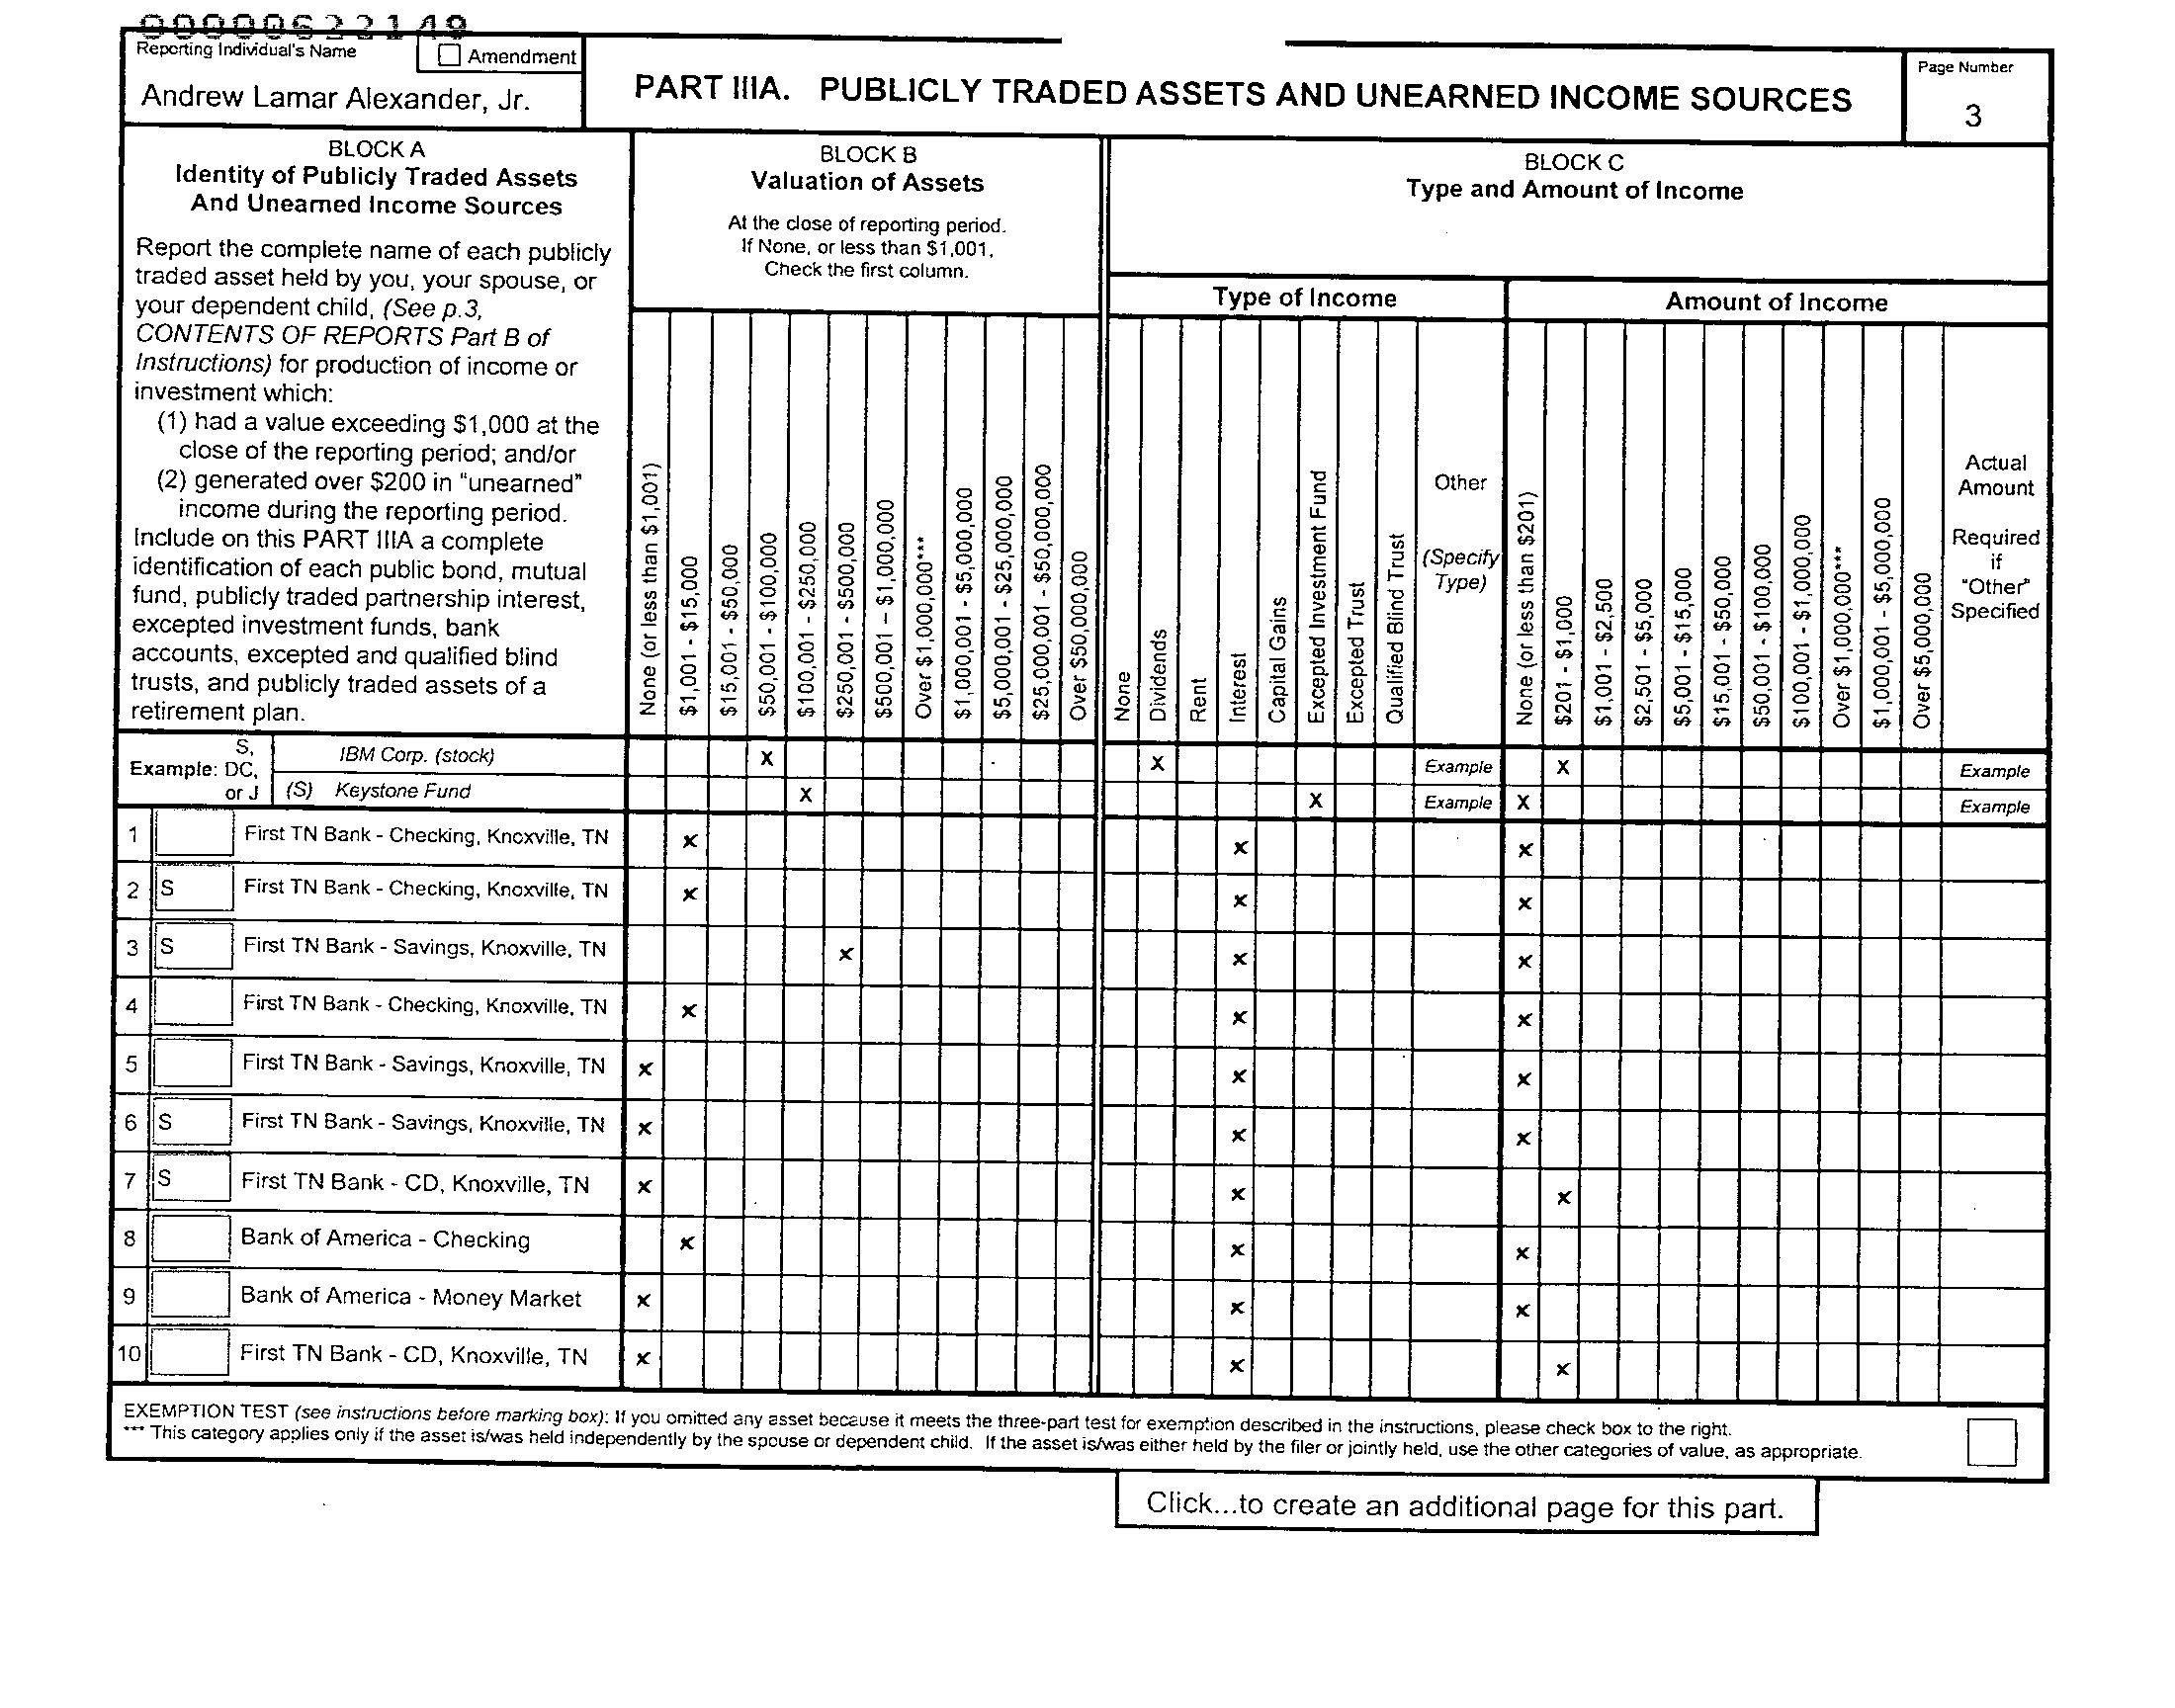 00000622149
Reporting Individual's Name
Amendment
Andrew Lamar Alexander, Jr.
PART IIIA. PUBLICLY TRADED ASSETS AND UNEARNED INCOME SOURCES
Page Number
3
BLOCK A
Identity of Publicly Traded Assets
And Unearned Income Sources
Report the complete name of each publicly
traded asset held by you, your spouse, or
your dependent child, (See p.3,
CONTENTS OF REPORTS Part B of
Instructions) for production of income or
investment which:
(1) had a value exceeding $1,000 at the
close of the reporting period; and/or
(2) generated over $200 in "unearned"
income during the reporting period.
Include on this PART IIIA a complete
identification of each public bond, mutual
fund, publicly traded partnership interest,
excepted investment funds, bank
accounts, excepted and qualified blind
trusts, and publicly traded assets of a
retirement plan.
BLOCK B
Valuation of Assets
At the close of reporting period.
If None, or less than $1,001,
Check the first column.
None (or less than $1,001)
$1,001 - $15,000
$15,001 - $50,000
$50,001 - $100,000
$100,001 - $250,000
$250,001 - $500,000
$500,001 – $1,000,000
Over $1,000,000***
$1,000,001 - $5,000,000
$5,000,001 - $25,000,000
$25,000,001 - $50,000,000
Over $50,000,000
BLOCK C
Type and Amount of Income
Type of Income
None
Dividends
Rent
Interest
Capital Gains
Excepted Investment Fund
Excepted Trust
Qualified Blind Trust
Other
(Specify
Type)
Amount of Income
None (or less than $201)
$201 - $1,000
$1,001 - $2,500
$2,501 - $5,000
$5,001 - $15,000
$15,001 - $50,000
$50,001 - $100,000
$100,001 - $1,000,000
Over $1,000,000***
$1,000,001 - $5,000,000
Over $5,000,000
Actual
Amount
Required
if
"Other"
Specified
Example: S, DC, or J
IBM Corp. (stock) X X Example X Example
(S) Keystone Fund X X Example X Example
1 First TN Bank - Checking, Knoxville, TN x x x
2 S First TN Bank - Checking, Knoxville, TN x x x
3 S First TN Bank - Savings, Knoxville, TN x x x
4 First TN Bank - Checking, Knoxville, TN x x x
5 First TN Bank - Savings, Knoxville, TN x x x
6 S First TN Bank - Savings, Knoxville, TN x x x
7 S First TN Bank - CD, Knoxville, TN x x x
8 Bank of America - Checking x x x
9 Bank of America - Money Market x x x
10 First TN Bank - CD, Knoxville, TN x x x
EXEMPTION TEST (see instructions before marking box): If you omitted any asset because it meets the three-part test for exemption described in the instructions, please check box to the right.
*** This category applies only if the asset is/was held independently by the spouse or dependent child. If the asset is/was either held by the filer or jointly held, use the other categories of value, as appropriate.
Click...to create an additional page for this part.